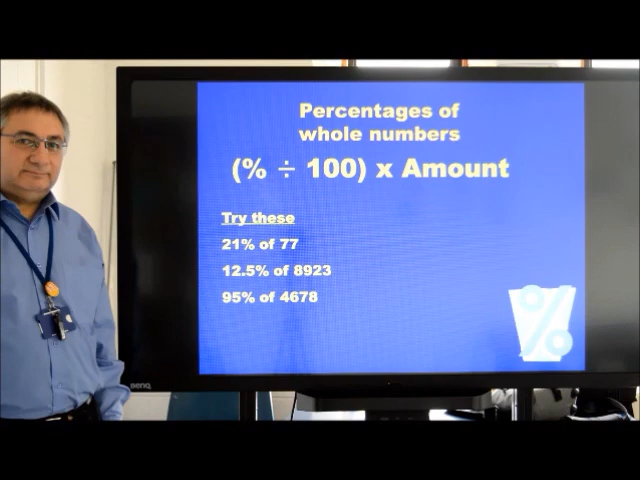 Percentages of
whole numbers
(% ÷ 100) x Amount
Try these
21% of 77
12.5% of 8923
95% of 4678
%
BENQ